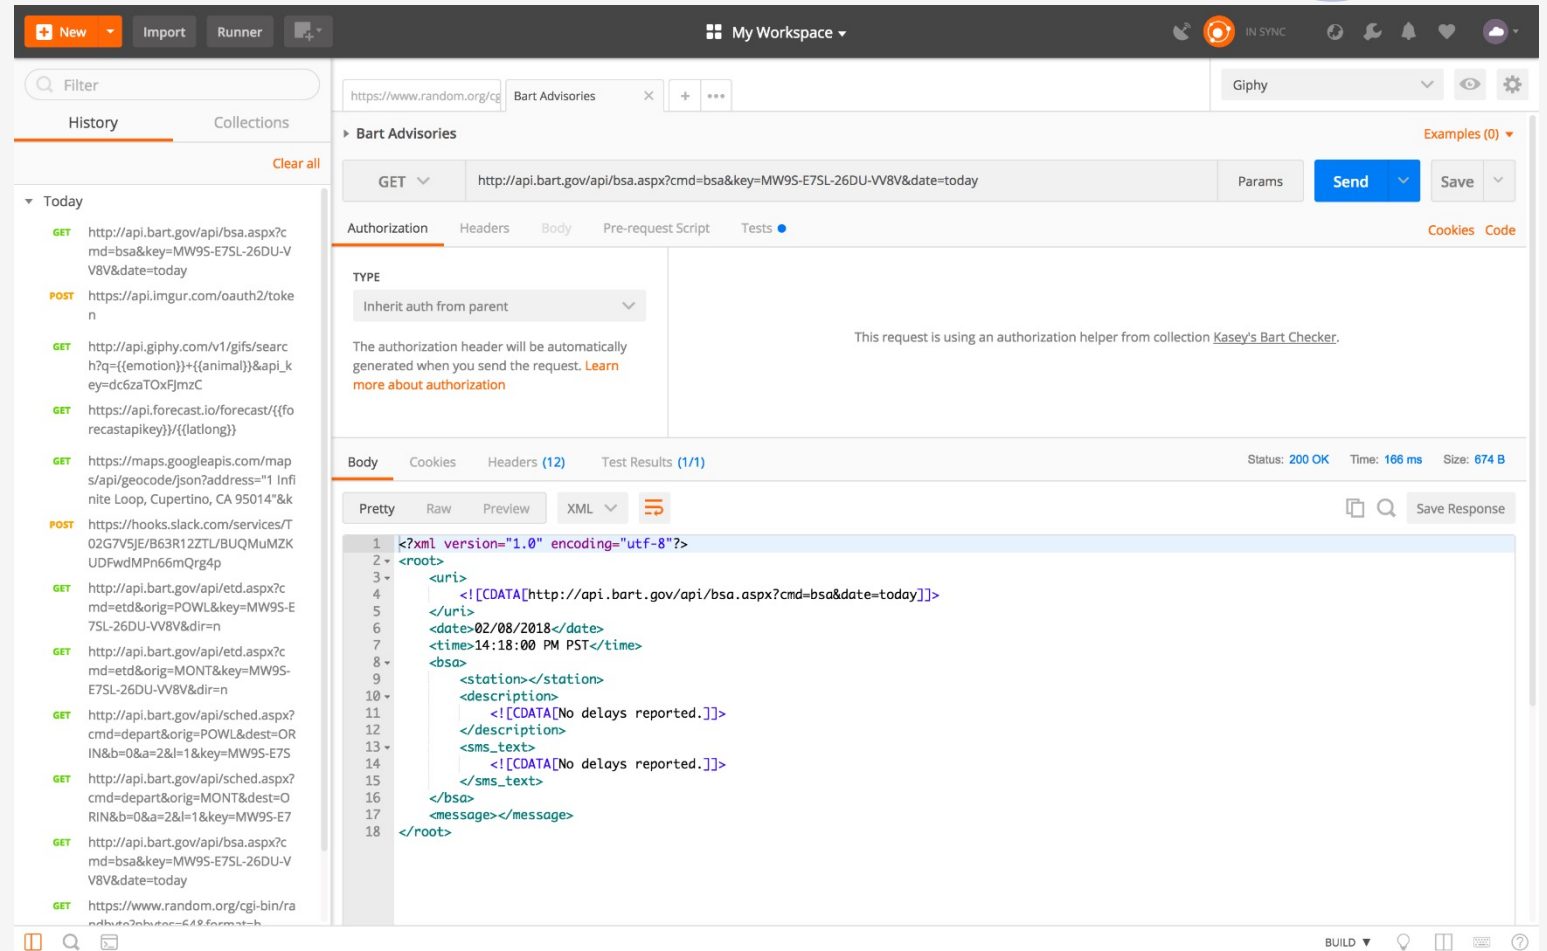 New
Import
Runner
My Workspace
IN SYNC
Filter
History
Collections
Clear all
Today
GET http://api.bart.gov/api/bsa.aspx?c
md=bsa&key=MW9S-E7SL-26DU-V
V8V&date=today
POST https://api.imgur.com/oauth2/toke
n
GET http://api.giphy.com/v1/gifs/searc
h?q={{emotion}}+{{animal}}&api_k
ey=dc6zaTOxFJmzC
GET https://api.forecast.io/forecast/{{fo
recastapikey}}/{{latlong}}
GET https://maps.googleapis.com/map
s/api/geocode/json?address="1 Infi
nite Loop, Cupertino, CA 95014"&k
POST https://hooks.slack.com/services/T
02G7V5JE/B63R12ZTL/BUQMuMZK
UDFwdMPn66mQrg4p
GET http://api.bart.gov/api/etd.aspx?c
md=etd&orig=POWL&key=MW9S-E
7SL-26DU-VV8V&dir=n
GET http://api.bart.gov/api/etd.aspx?c
md=etd&orig=MONT&key=MW9S-
E7SL-26DU-VV8V&dir=n
GET http://api.bart.gov/api/sched.aspx?
cmd=depart&orig=POWL&dest=OR
IN&b=0&a=2&l=1&key=MW9S-E7S
GET http://api.bart.gov/api/sched.aspx?
cmd=depart&orig=MONT&dest=O
RIN&b=0&a=2&l=1&key=MW9S-E7
GET http://api.bart.gov/api/bsa.aspx?c
md=bsa&key=MW9S-E7SL-26DU-V
V8V&date=today
GET https://www.random.org/cgi-bin/ra
ndbyte?nbytes=64&format=h
https://www.random.org/cg
Bart Advisories
Giphy
Bart Advisories
Examples (0)
GET
http://api.bart.gov/api/bsa.aspx?cmd=bsa&key=MW9S-E7SL-26DU-VV8V&date=today
Params
Send
Save
Authorization
Headers
Body
Pre-request Script
Tests
Cookies
Code
TYPE
Inherit auth from parent
The authorization header will be automatically
generated when you send the request. Learn
more about authorization
This request is using an authorization helper from collection Kasey's Bart Checker.
Body
Cookies
Headers (12)
Test Results (1/1)
Status: 200 OK
Time: 166 ms
Size: 674 B
Pretty
Raw
Preview
XML
Save Response
1 <?xml version="1.0" encoding="utf-8"?>
2 <root>
3 <uri>
4 <![CDATA[http://api.bart.gov/api/bsa.aspx?cmd=bsa&date=today]]>
5 </uri>
6 <date>02/08/2018</date>
7 <time>14:18:00 PM PST</time>
8 <bsa>
9 <station></station>
10 <description>
11 <![CDATA[No delays reported.]]>
12 </description>
13 <sms_text>
14 <![CDATA[No delays reported.]]>
15 </sms_text>
16 </bsa>
17 <message></message>
18 </root>
BUILD